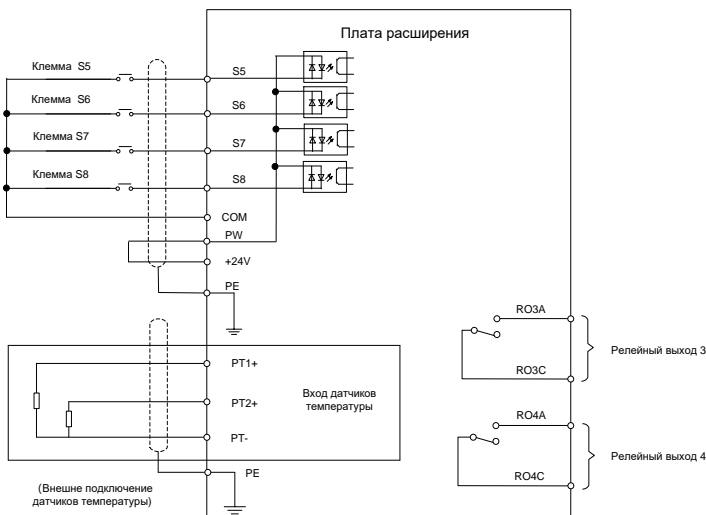 Плата расширения
Клемма S5
S5
Клемма S6
S6
Клемма S7
S7
Клемма S8
S8
COM
PW
+24V
PE
RO3A
RO3C
Релейный выход 3
PT1+
PT2+
PT-
Вход датчиков
температуры
RO4A
RO4C
Релейный выход 4
PE
(Внешне подключение
датчиков температуры)